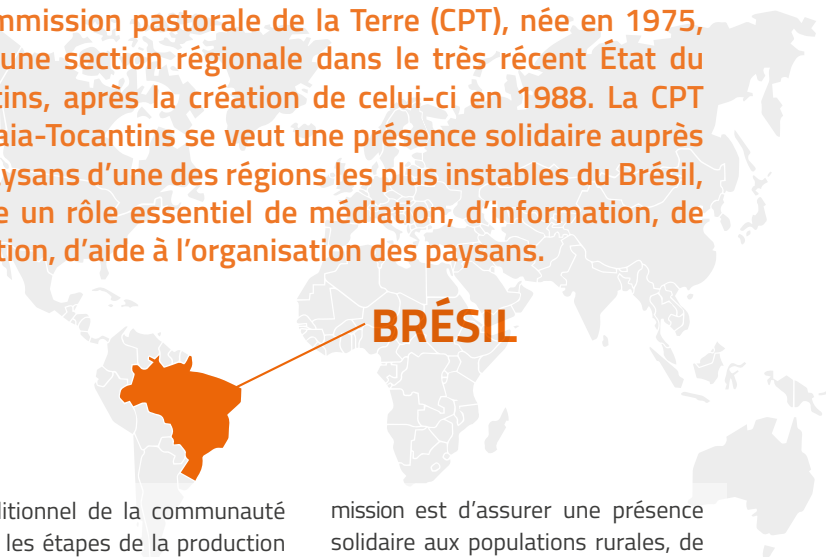 mmission pastorale de la Terre (CPT), née en 1975,
une section régionale dans le très récent État du
tins, après la création de celui-ci en 1988. La CPT
aia-Tocantins se veut une présence solidaire auprès
aysans d’une des régions les plus instables du Brésil,
e un rôle essentiel de médiation, d’information, de
tion, d’aide à l’organisation des paysans.
BRÉSIL
ditionnel de la communauté
les étapes de la production
mission est d’assurer une présence
solidaire aux populations rurales, de